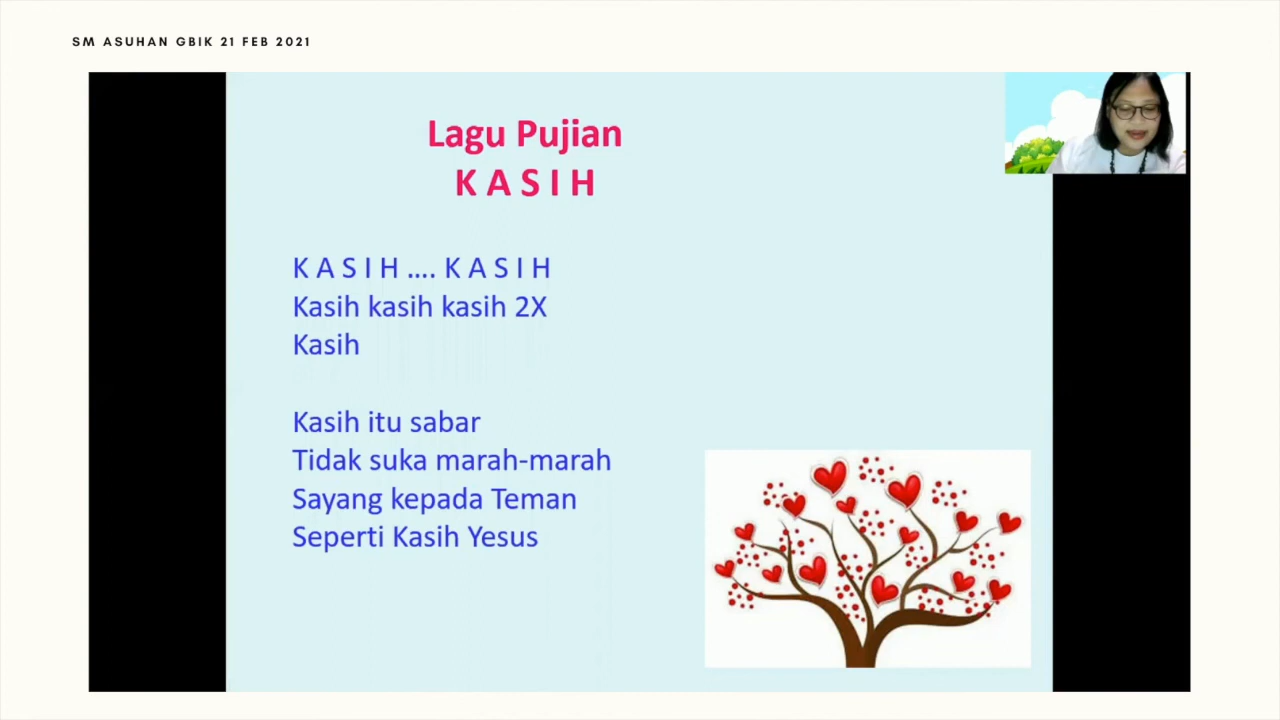 SM ASUHAN GBIK 21 FEB 2021
Lagu Pujian
K A S I H
K A S I H .... K A S I H
Kasih kasih kasih 2X
Kasih
Kasih itu sabar
Tidak suka marah-marah
Sayang kepada Teman
Seperti Kasih Yesus